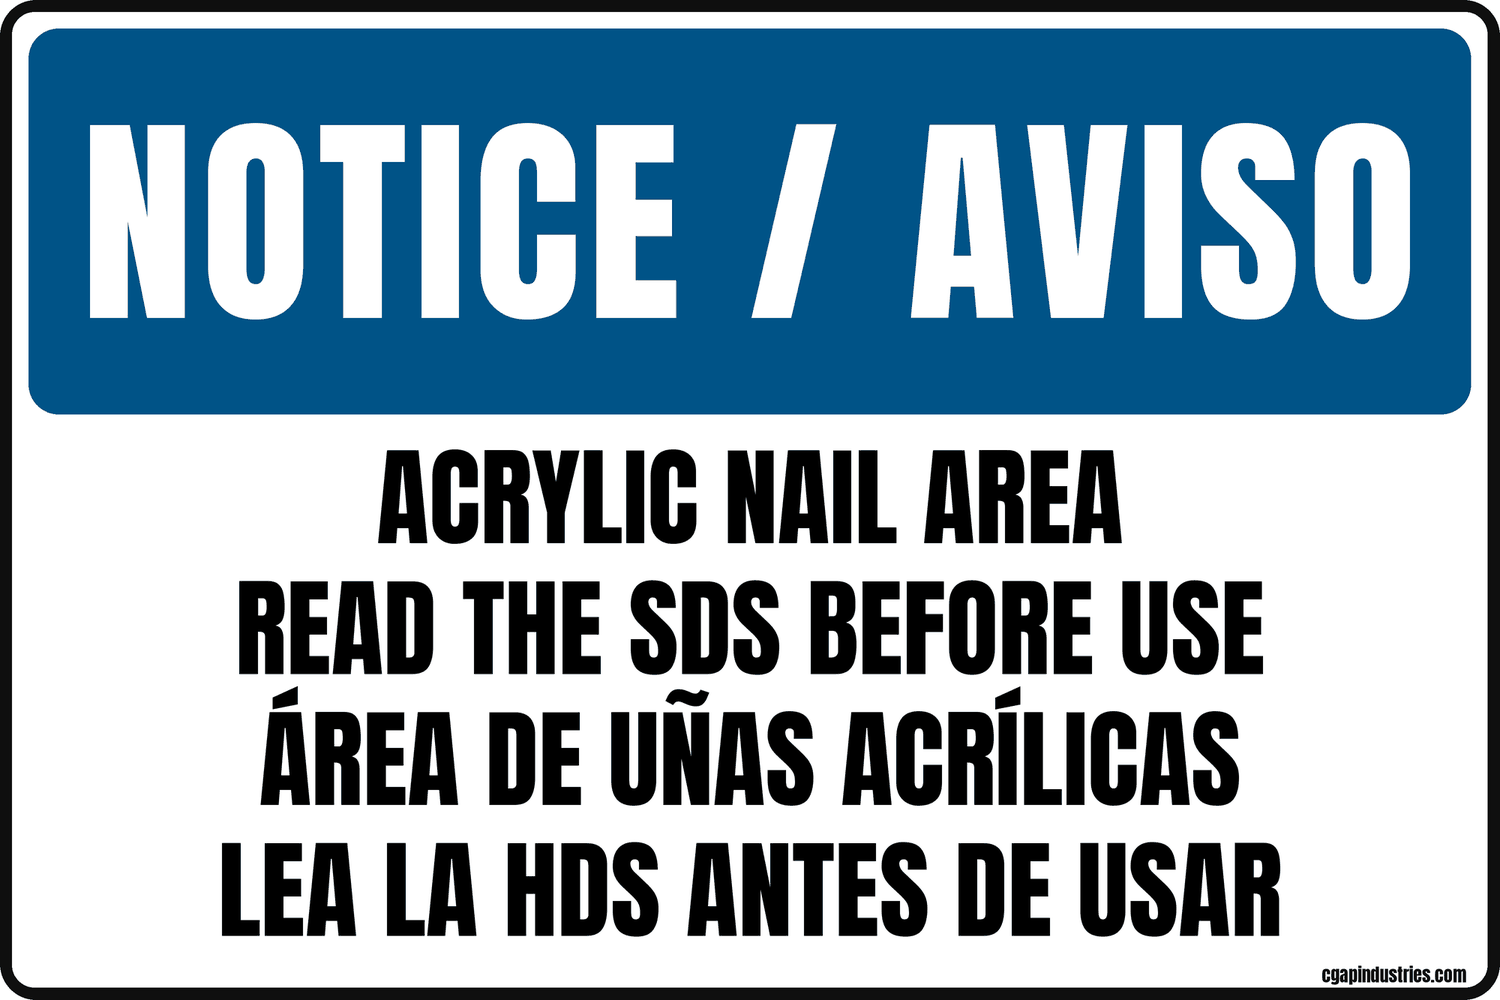 NOTICE / AVISO
ACRYLIC NAIL AREA
READ THE SDS BEFORE USE
ÁREA DE UÑAS ACRÍLICAS
LEA LA HDS ANTES DE USAR
cgapindustries.com